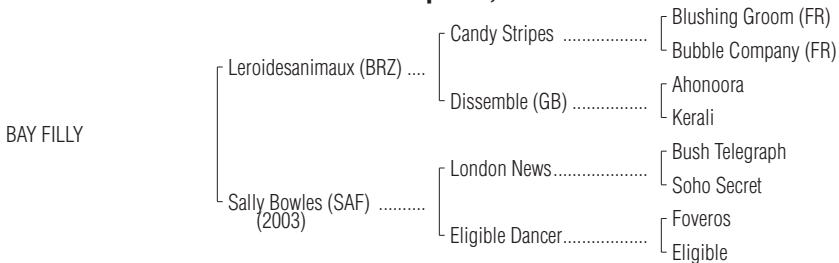 Blushing Groom (FR)
Candy Stripes ....................
Bubble Company (FR)
Leroidesanimaux (BRZ) ....
Ahonoora
Dissemble (GB) ..................
Kerali
BAY FILLY
Bush Telegraph
London News......................
Soho Secret
Sally Bowles (SAF) ..........
(2003)
Foveros
Eligible Dancer....................
Eligible